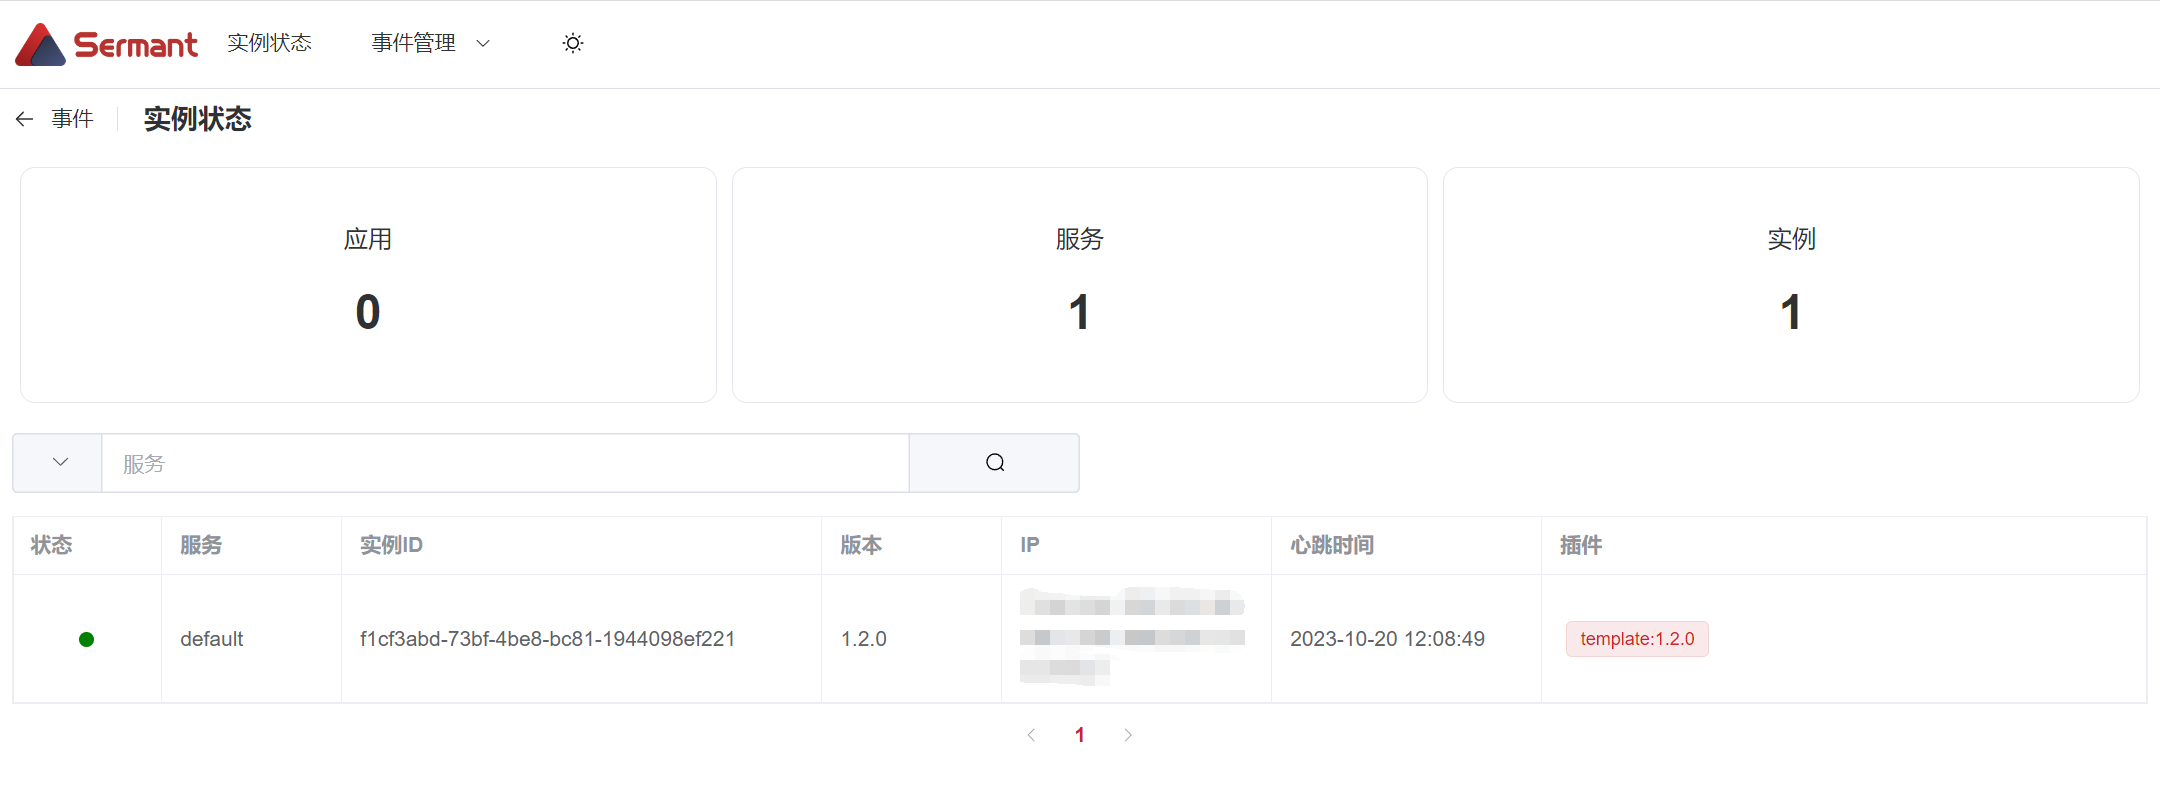 Sermant 实例状态 事件管理
事件 实例状态
应用 服务 实例
0 1 1
服务
状态 服务 实例ID 版本 IP 心跳时间 插件
default f1cf3abd-73bf-4be8-bc81-1944098ef221 1.2.0 2023-10-20 12:08:49 template:1.2.0
1